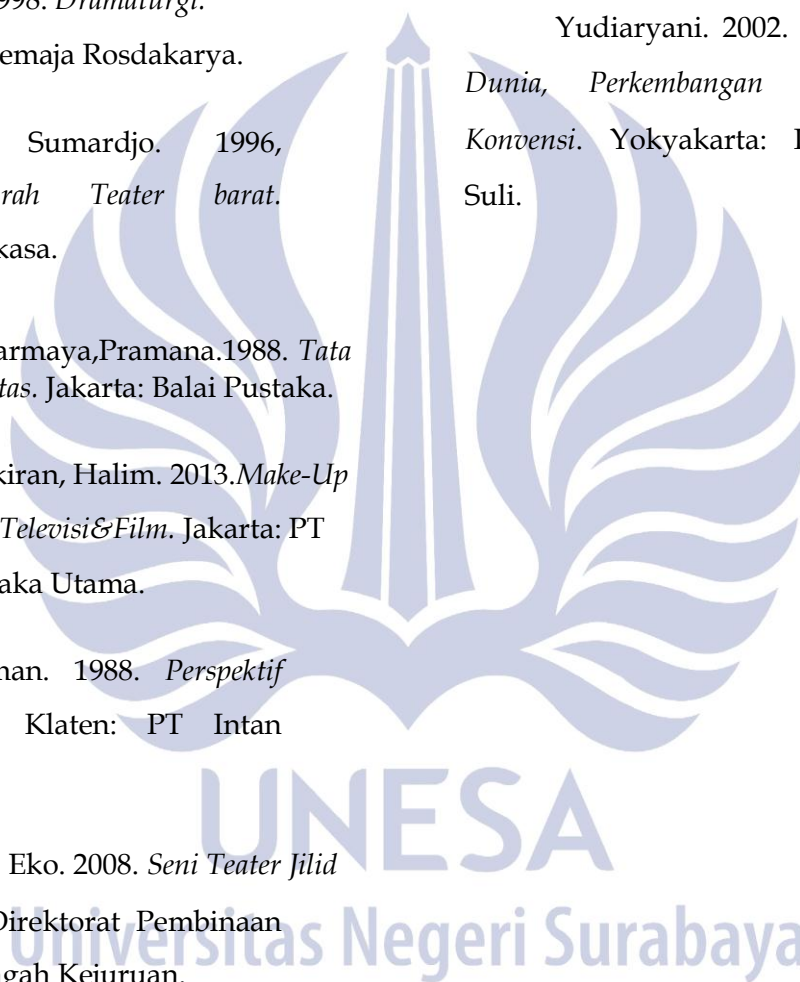 998. Dramaturgi.
emaja Rosdakarya.
Sumardjo. 1996,
rah Teater barat.
kasa.
armaya,Pramana.1988. Tata
tas. Jakarta: Balai Pustaka.
kiran, Halim. 2013.Make-Up
Televisi&Film. Jakarta: PT
aka Utama.
nan. 1988. Perspektif
Klaten: PT Intan
Eko. 2008. Seni Teater Jilid
Direktorat Pembinaan
ngah Kejuruan.
Yudiaryani. 2002.
Dunia, Perkembangan
Konvensi. Yokyakarta:
Suli.
UNESA
Universitas Negeri Surabaya